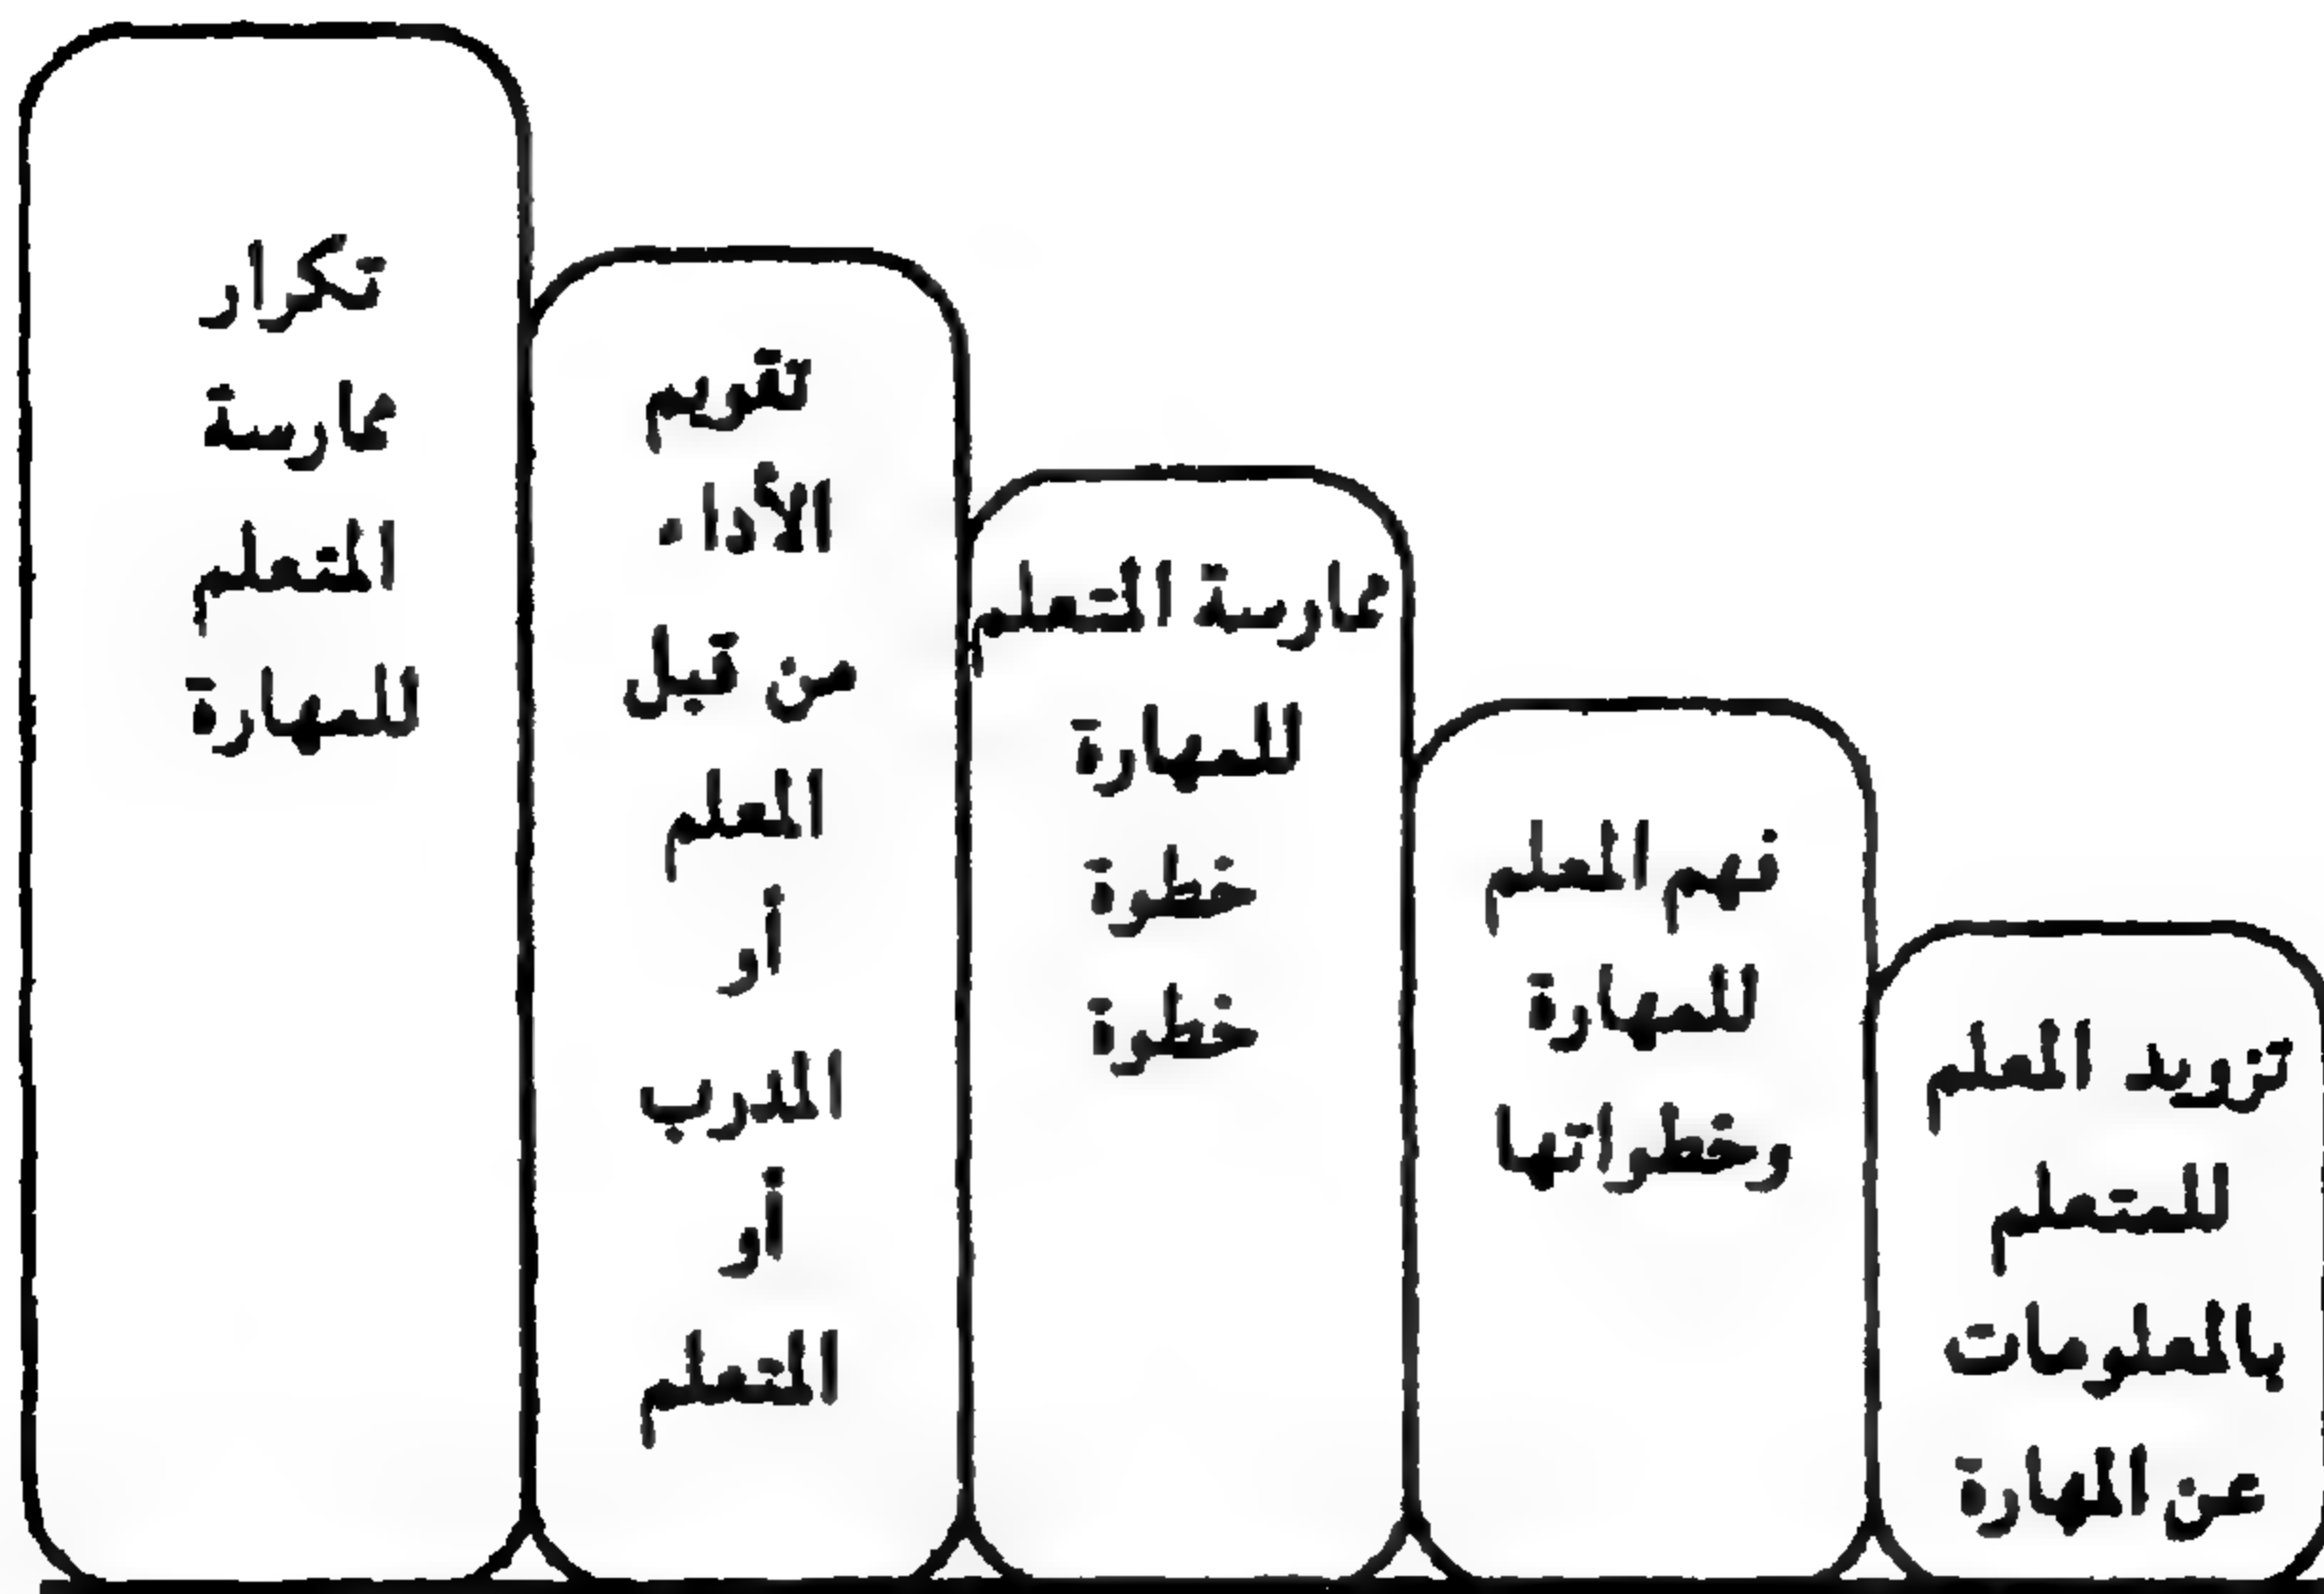 تزويد المعلم
للمتعلم
بالمعلومات
عن المهارة
فهم المعلم
للمهارة
وخطواتها
ممارسة المتعلم
للمهارة
خطوة
خطوة
تقويم
الأداء
من قبل
المعلم
أو
المدرب
أو
المتعلم
تكرار
ممارسة
المتعلم
للمهارة